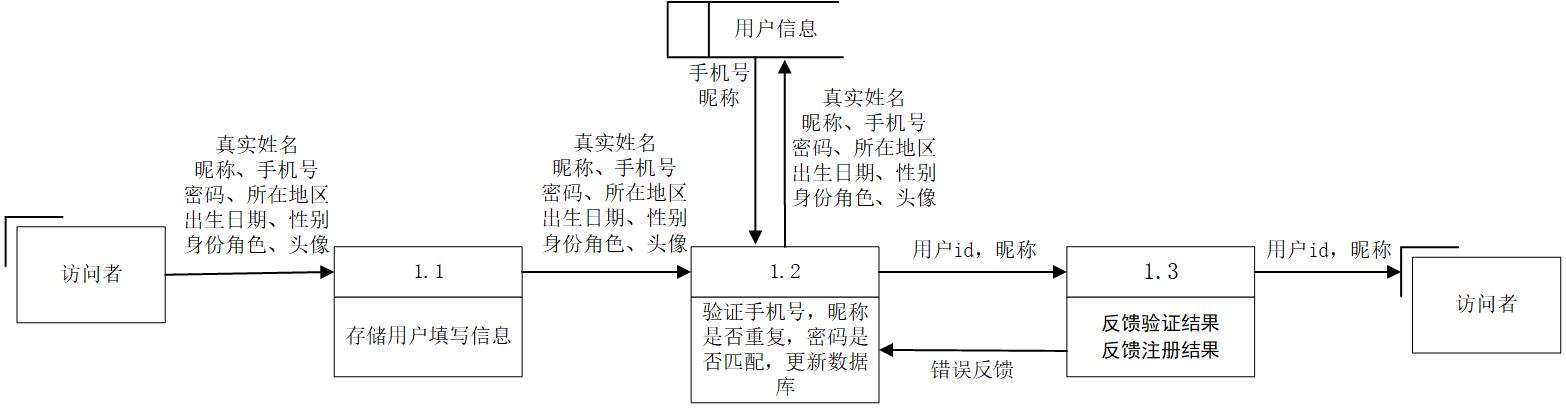 用户信息
手机号
昵称
真实姓名
昵称、手机号
密码、所在地区
出生日期、性别
身份角色、头像
真实姓名
昵称、手机号
密码、所在地区
出生日期、性别
身份角色、头像
真实姓名
昵称、手机号
密码、所在地区
出生日期、性别
身份角色、头像
访问者
1.1
存储用户填写信息
1.2
验证手机号，昵称
是否重复，密码是
否匹配，更新数据
库
用户id，昵称
错误反馈
1.3
反馈验证结果
反馈注册结果
用户id，昵称
访问者